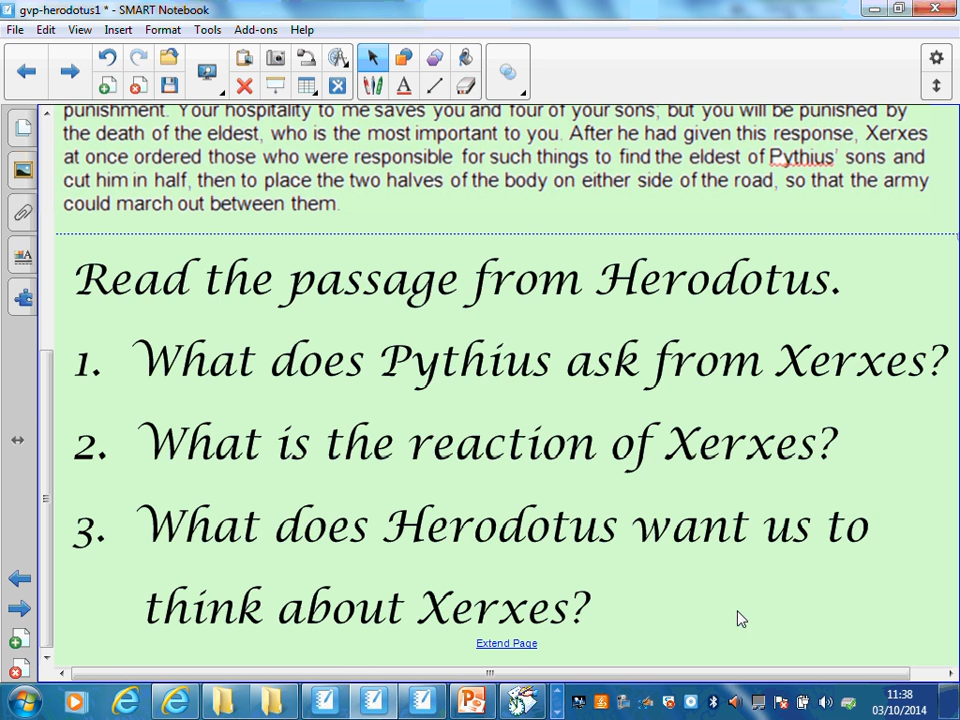 gvp-herodotus1 * - SMART Notebook
File Edit View Insert Format Tools Add-ons Help
punishment. Your hospitality to me saves you and four of your sons; but you will be punished by
the death of the eldest, who is the most important to you. After he had given this response, Xerxes
at once ordered those who were responsible for such things to find the eldest of Pythius' sons and
cut him in half, then to place the two halves of the body on either side of the road, so that the army
could march out between them.
Read the passage from Herodotus.
1. What does Pythius ask from Xerxes?
2. What is the reaction of Xerxes?
3. What does Herodotus want us to
think about Xerxes?
Extend Page
11:38
03/10/2014